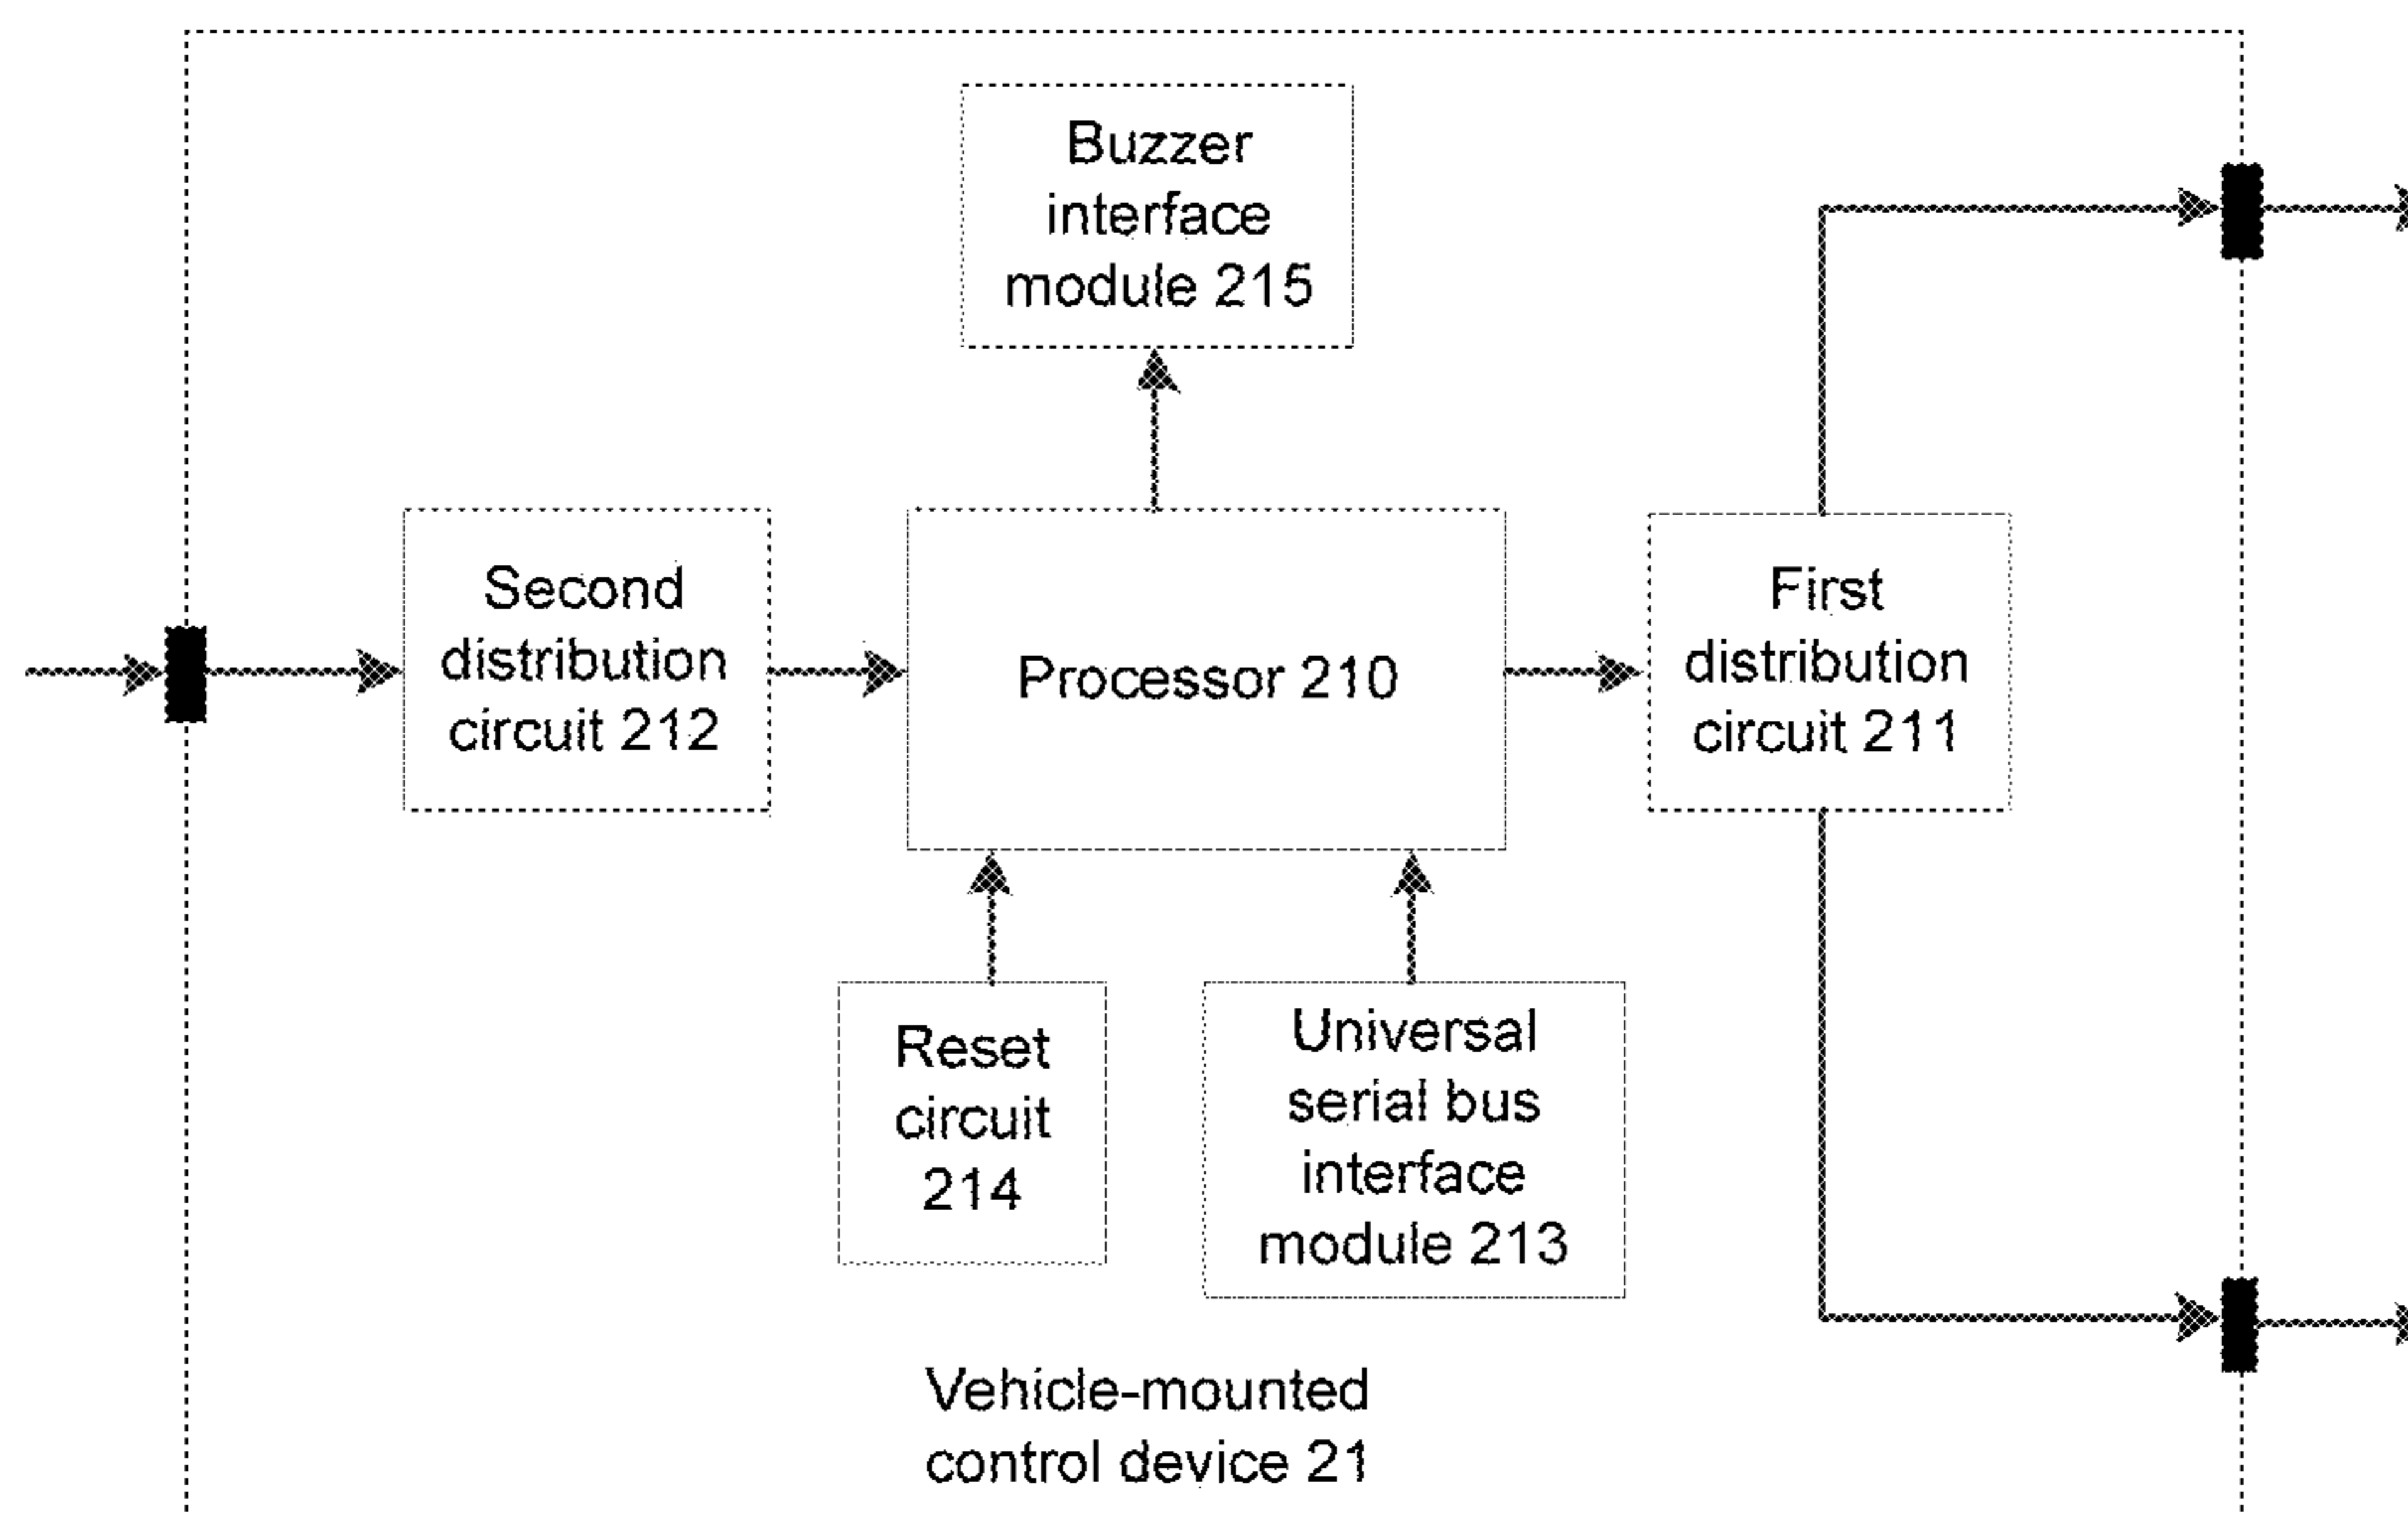 Buzzer
interface
module 215
Second
distribution
circuit 212
Processor 210
First
distribution
circuit 211
Reset
circuit
214
Universal
serial bus
interface
module 213
Vehicle-mounted
control device 21